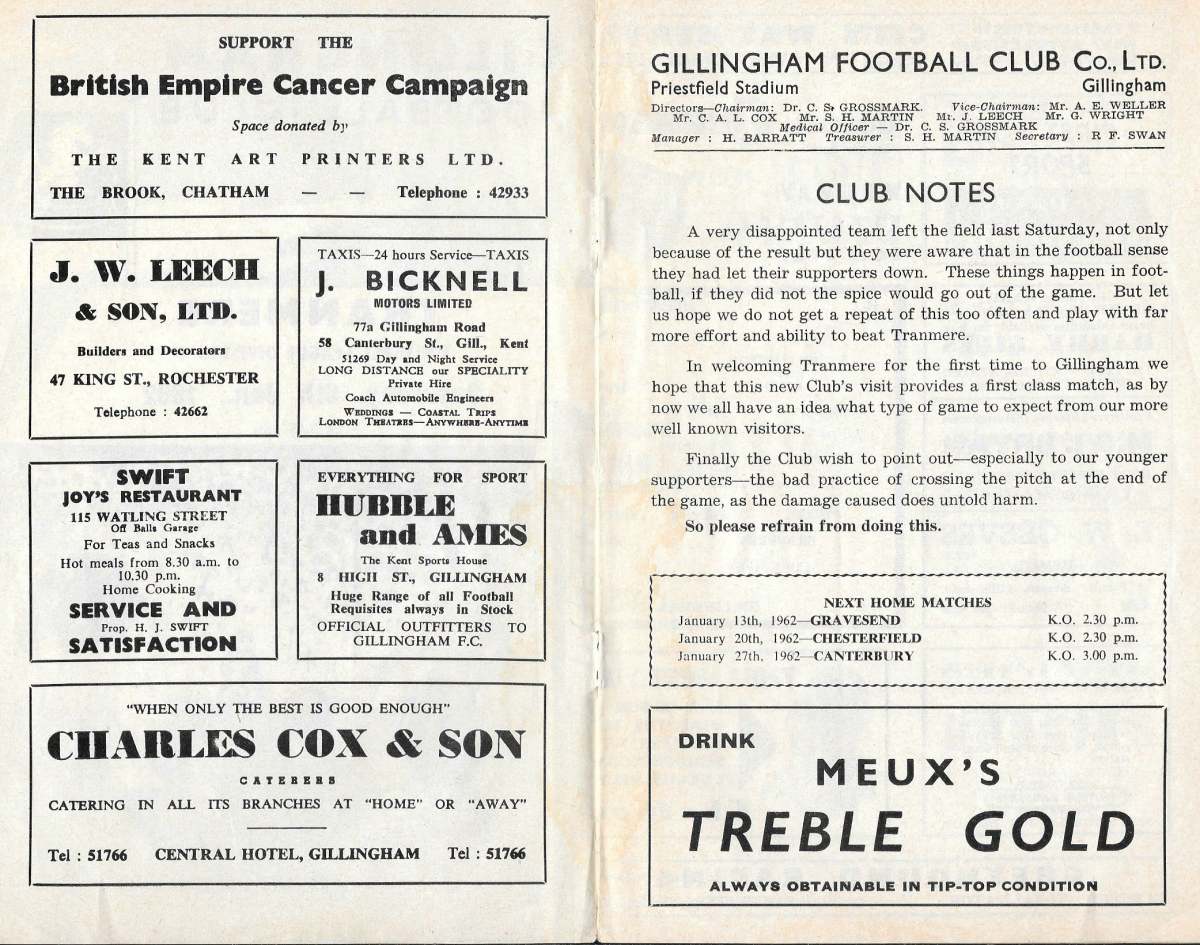 SUPPORT THE
British Empire Cancer Campaign
Space donated by
THE KENT ART PRINTERS LTD.
THE BROOK, CHATHAM — — Telephone : 42933
J. W. LEECH
& SON, LTD.
Builders and Decorators
47 KING ST., ROCHESTER
Telephone : 42662
TAXIS—24 hours Service—TAXIS
J. BICKNELL
MOTORS LIMITED
77a Gillingham Road
58 Canterbury St., Gill., Kent
51269 Day and Night Service
LONG DISTANCE our SPECIALITY
Private Hire
Coach Automobile Engineers
WEDDINGS — COASTAL TRIPS
LONDON THEATRES—ANYWHERE-ANYTIME
SWIFT
JOY'S RESTAURANT
115 WATLING STREET
Off Balls Garage
For Teas and Snacks
Hot meals from 8.30 a.m. to
10.30 p.m.
Home Cooking
SERVICE AND
Prop. H. J. SWIFT
SATISFACTION
EVERYTHING FOR SPORT
HUBBLE
and AMES
The Kent Sports House
8 HIGH ST., GILLINGHAM
Huge Range of all Football
Requisites always in Stock
OFFICIAL OUTFITTERS TO
GILLINGHAM F.C.
"WHEN ONLY THE BEST IS GOOD ENOUGH"
CHARLES COX & SON
CATERERS
CATERING IN ALL ITS BRANCHES AT "HOME" OR "AWAY"
Tel : 51766 CENTRAL HOTEL, GILLINGHAM Tel : 51766
GILLINGHAM FOOTBALL CLUB Co., LTD.
Priestfield Stadium Gillingham
Directors—Chairman: Dr. C. S. GROSSMARK. Vice-Chairman: Mr. A. E. WELLER
Mr. C. A. L. COX Mr. S. H. MARTIN Mr. J. LEECH Mr. G. WRIGHT
Medical Officer — Dr. C. S. GROSSMARK
Manager : H. BARRATT Treasurer : S. H. MARTIN Secretary : R F. SWAN
CLUB NOTES
A very disappointed team left the field last Saturday, not only
because of the result but they were aware that in the football sense
they had let their supporters down. These things happen in foot-
ball, if they did not the spice would go out of the game. But let
us hope we do not get a repeat of this too often and play with far
more effort and ability to beat Tranmere.
In welcoming Tranmere for the first time to Gillingham we
hope that this new Club's visit provides a first class match, as by
now we all have an idea what type of game to expect from our more
well known visitors.
Finally the Club wish to point out—especially to our younger
supporters—the bad practice of crossing the pitch at the end of
the game, as the damage caused does untold harm.
So please refrain from doing this.
NEXT HOME MATCHES
January 13th, 1962—GRAVESEND K.O. 2.30 p.m.
January 20th, 1962—CHESTERFIELD K.O. 2.30 p.m.
January 27th, 1962—CANTERBURY K.O. 3.00 p.m.
DRINK
MEUX'S
TREBLE GOLD
ALWAYS OBTAINABLE IN TIP-TOP CONDITION